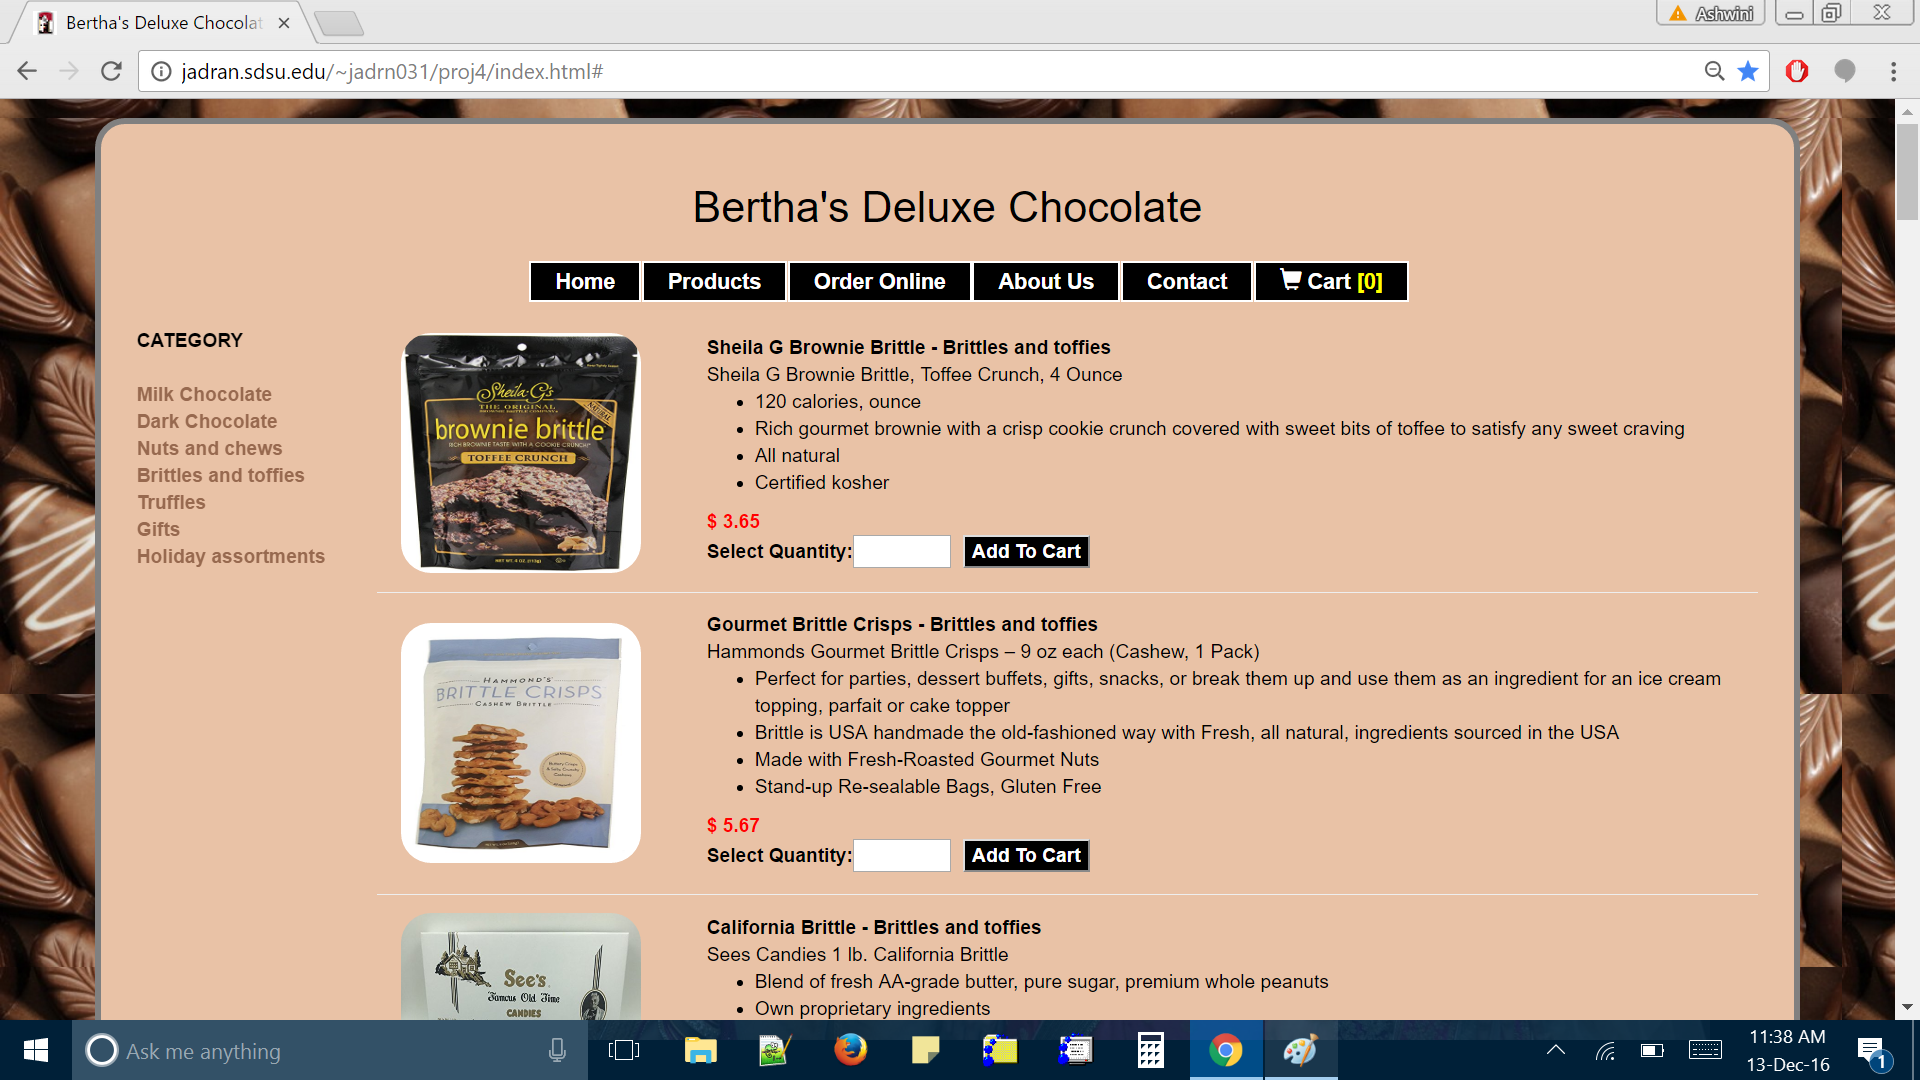 Bertha's Deluxe Chocolat
Ashwini
jadran.sdsu.edu/~jadrn031/proj4/index.html#
Bertha's Deluxe Chocolate
Home
Products
Order Online
About Us
Contact
Cart [0]
CATEGORY
Milk Chocolate
Dark Chocolate
Nuts and chews
Brittles and toffies
Truffles
Gifts
Holiday assortments
Sheila G's
THE ORIGINAL
BROWNIE BRITTLE COMPANY
NATURAL
brownie brittle
RICH BROWNIE TASTE WITH A COOKIE CRUNCH!
TOFFEE CRUNCH
Sheila G Brownie Brittle - Brittles and toffies
Sheila G Brownie Brittle, Toffee Crunch, 4 Ounce
120 calories, ounce
Rich gourmet brownie with a crisp cookie crunch covered with sweet bits of toffee to satisfy any sweet craving
All natural
Certified kosher
$ 3.65
Select Quantity:
Add To Cart
HAMMOND'S
BRITTLE CRISPS
CASHEW BRITTLE
Gourmet Brittle Crisps - Brittles and toffies
Hammonds Gourmet Brittle Crisps – 9 oz each (Cashew, 1 Pack)
Perfect for parties, dessert buffets, gifts, snacks, or break them up and use them as an ingredient for an ice cream
topping, parfait or cake topper
Brittle is USA handmade the old-fashioned way with Fresh, all natural, ingredients sourced in the USA
Made with Fresh-Roasted Gourmet Nuts
Stand-up Re-sealable Bags, Gluten Free
$ 5.67
Select Quantity:
Add To Cart
See's
Famous Old Time
CANDIES
California Brittle - Brittles and toffies
Sees Candies 1 lb. California Brittle
Blend of fresh AA-grade butter, pure sugar, premium whole peanuts
Own proprietary ingredients
Ask me anything
11:38 AM
13-Dec-16
1